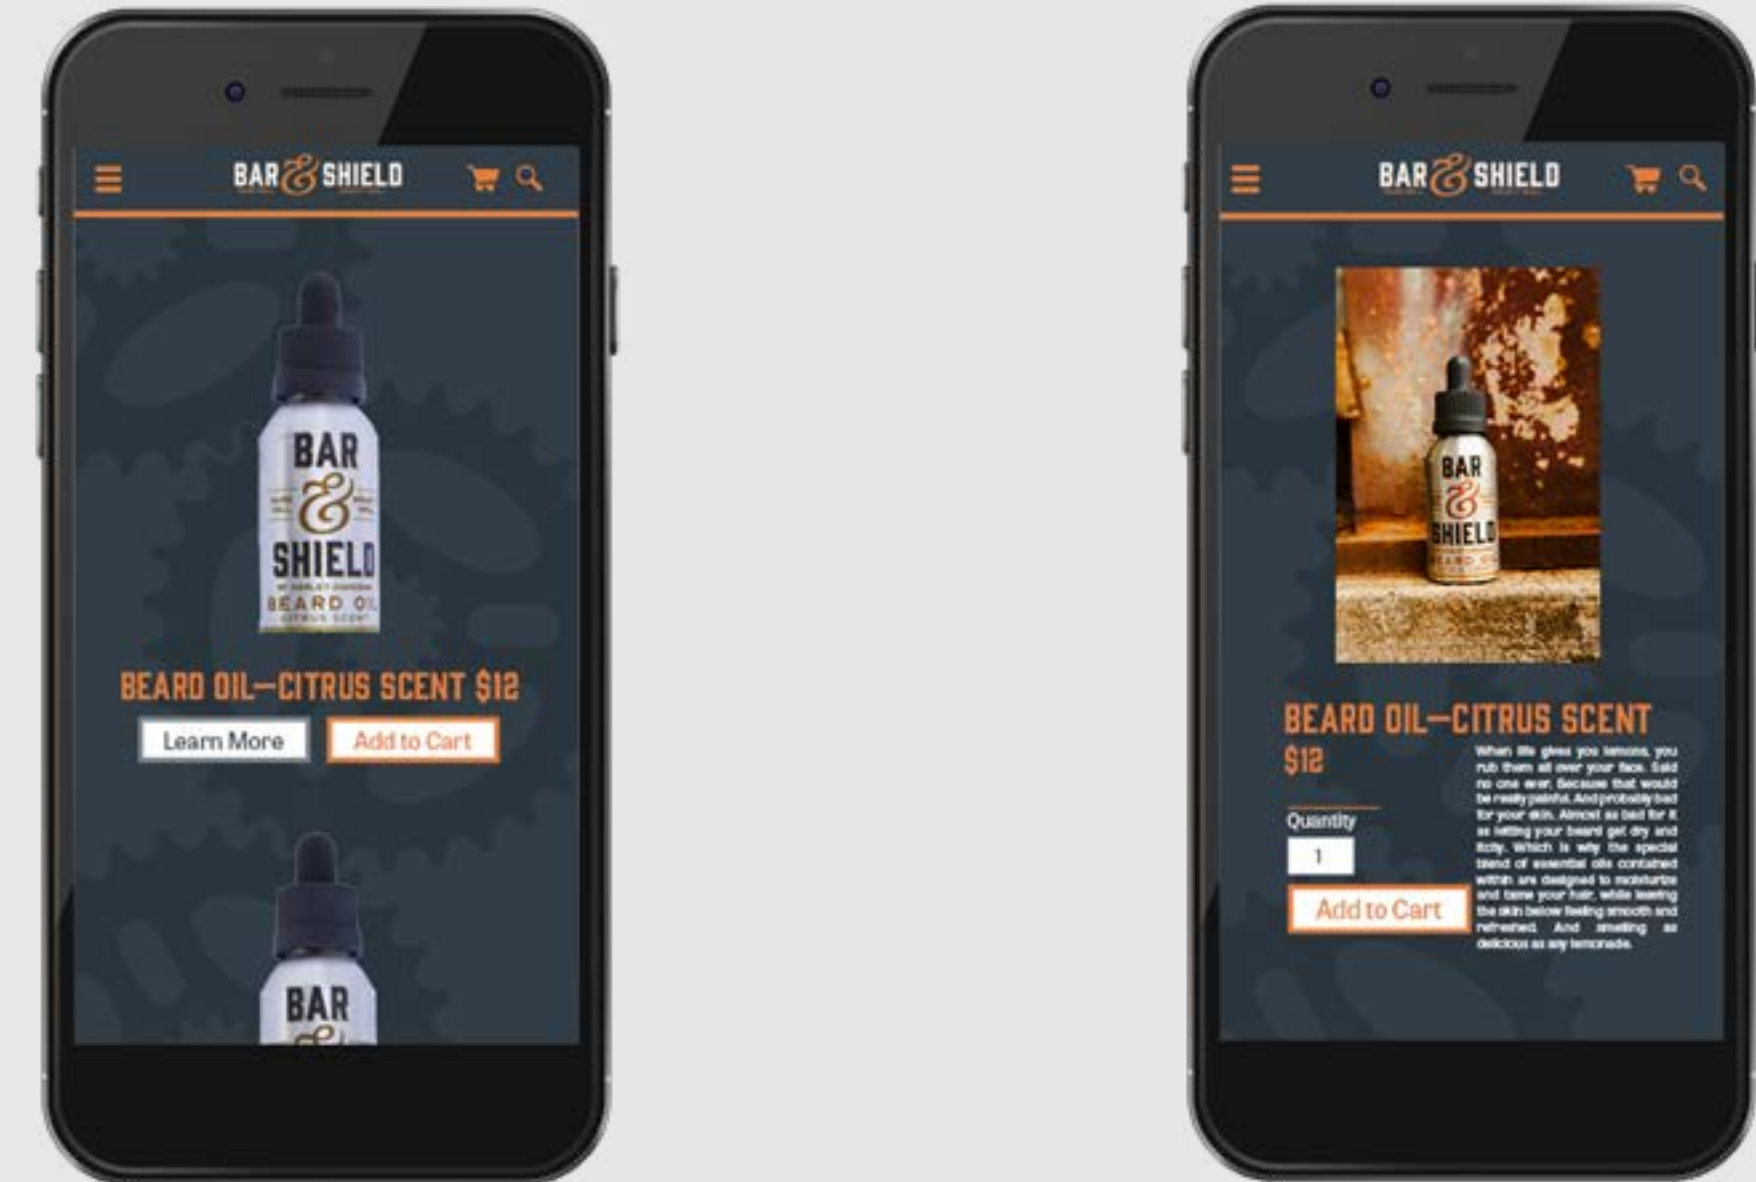 BAR & SHIELD
BAR
&
SHIELD
BEARD OIL
CITRUS SCENT
BEARD OIL—CITRUS SCENT $12
Learn More
Add to Cart
BAR
&
BAR & SHIELD
BAR
&
SHIELD
BEARD OIL—CITRUS SCENT
$12
Quantity
1
Add to Cart
When life gives you lemons, you
rub them all over your face. Said
no one ever. Because that would
be really painful. And probably bad
for your skin. Almost as bad for it
as letting your beard get dry and
itchy. Which is why the special
blend of essential oils contained
within are designed to moisturize
and tame your hair, while leaving
the skin below feeling smooth and
refreshed. And smelling as
delicious as any lemonade.